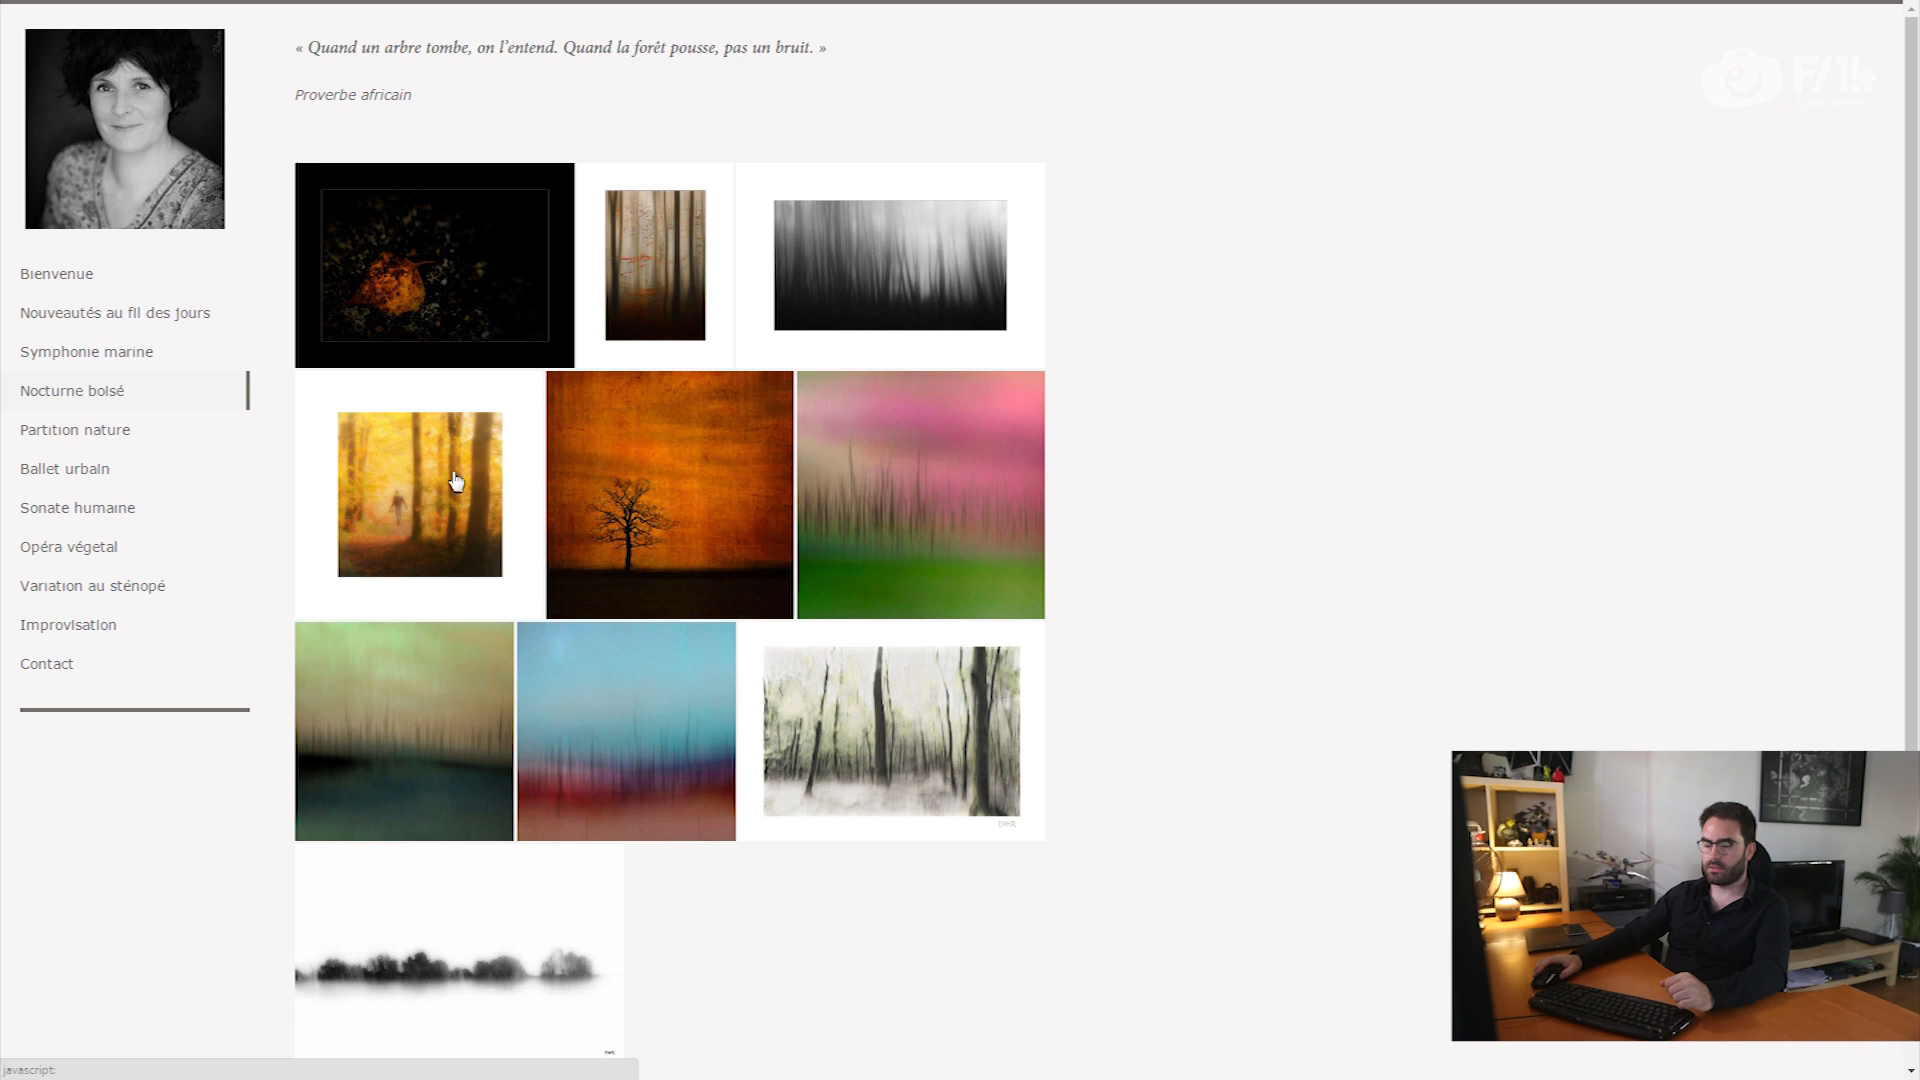 « Quand un arbre tombe, on l'entend. Quand la forêt pousse, pas un bruit. »
Proverbe africain
F/1.4
Bienvenue
Nouveautés au fil des jours
Symphonie marine
Nocturne boisé
Partition nature
Ballet urbain
Sonate humaine
Opéra végetal
Variation au sténopé
Improvisation
Contact
javascript: